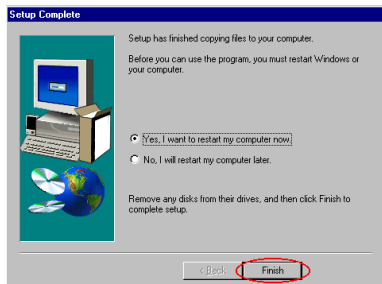 Setup Complete
Setup has finished copying files to your computer.
Before you can use the program, you must restart Windows or
your computer.
Yes, I want to restart my computer now.
No, I will restart my computer later.
Remove any disks from their drives, and then click Finish to
complete setup.
< Back
Finish